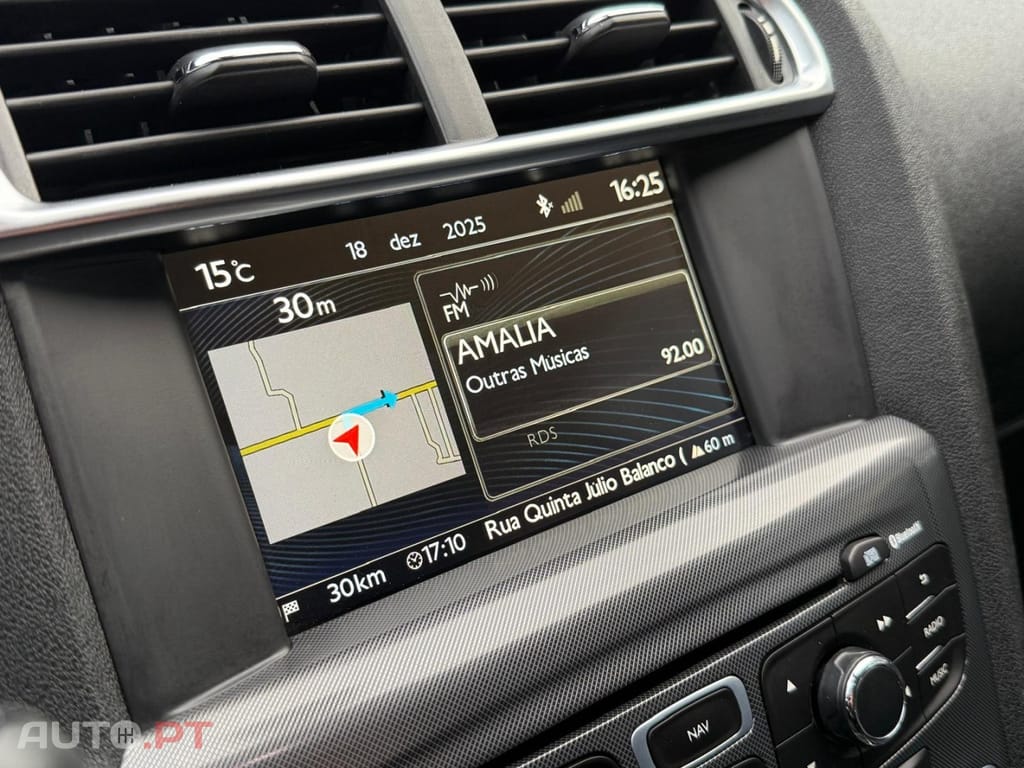 15°C 18 dez 2025 16:25
30m
FM
AMALIA
Outras Músicas 92.00
RDS
30km 17:10 Rua Quinta Júlio Balanco ( 60 m
Bluetooth
RADIO
MUSIC
NAV
AUTO.PT